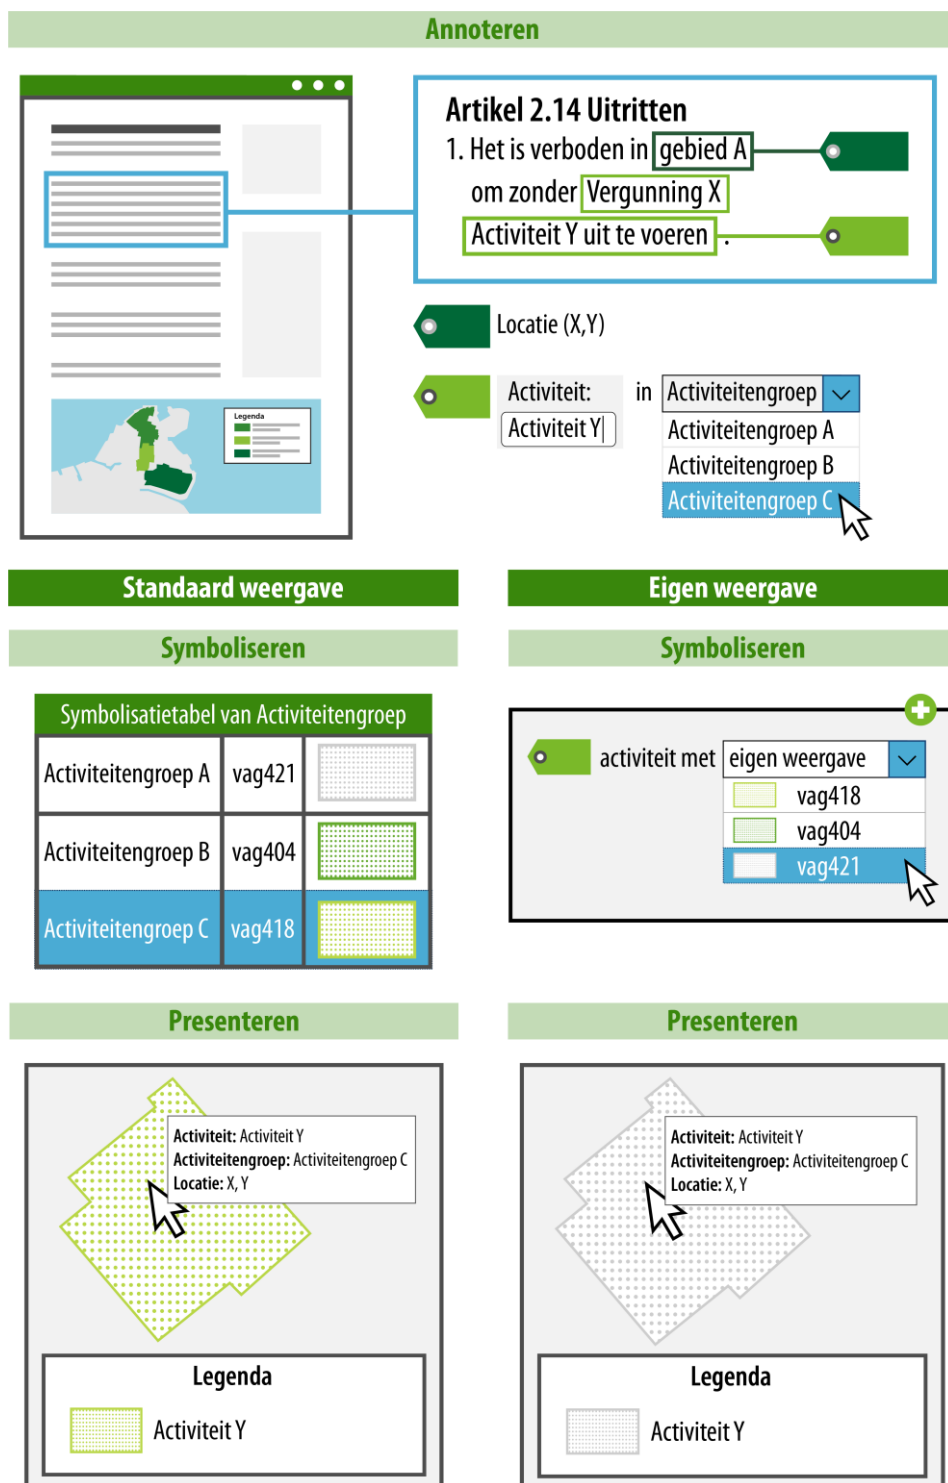 Annoteren
Artikel 2.14 Uitritten
1. Het is verboden in gebied A
om zonder Vergunning X
Activiteit Y uit te voeren .
Legenda
Locatie (X,Y)
Activiteit: in Activiteitengroep
Activiteit Y
Activiteitengroep A
Activiteitengroep B
Activiteitengroep C
Standaard weergave
Symboliseren
Symbolisatietabel van Activiteitengroep
Activiteitengroep A vag421
Activiteitengroep B vag404
Activiteitengroep C vag418
Eigen weergave
Symboliseren
activiteit met eigen weergave
vag418
vag404
vag421
Presenteren
Activiteit: Activiteit Y
Activiteitengroep: Activiteitengroep C
Locatie: X, Y
Legenda
Activiteit Y
Presenteren
Activiteit: Activiteit Y
Activiteitengroep: Activiteitengroep C
Locatie: X, Y
Legenda
Activiteit Y